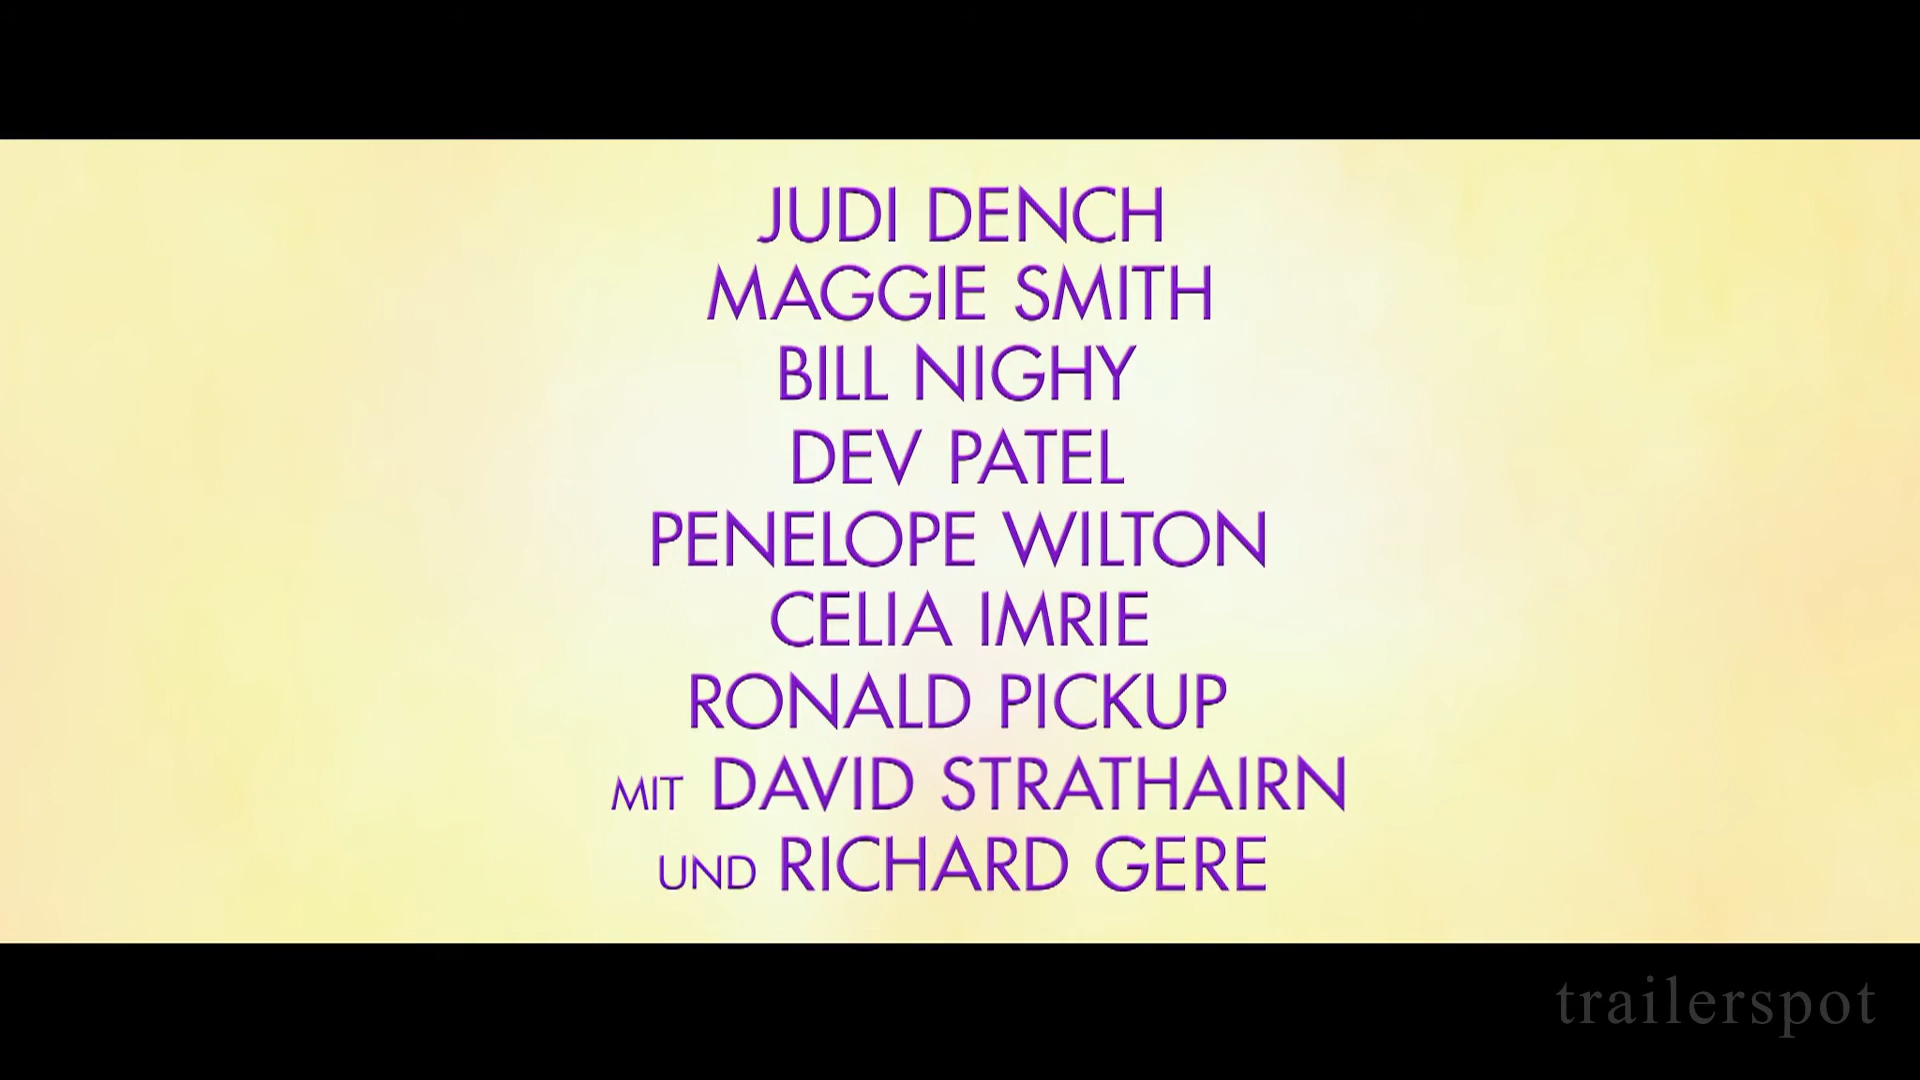 JUDI DENCH
MAGGIE SMITH
BILL NIGHY
DEV PATEL
PENELOPE WILTON
CELIA IMRIE
RONALD PICKUP
MIT DAVID STRATHAIRN
UND RICHARD GERE
trailerspot